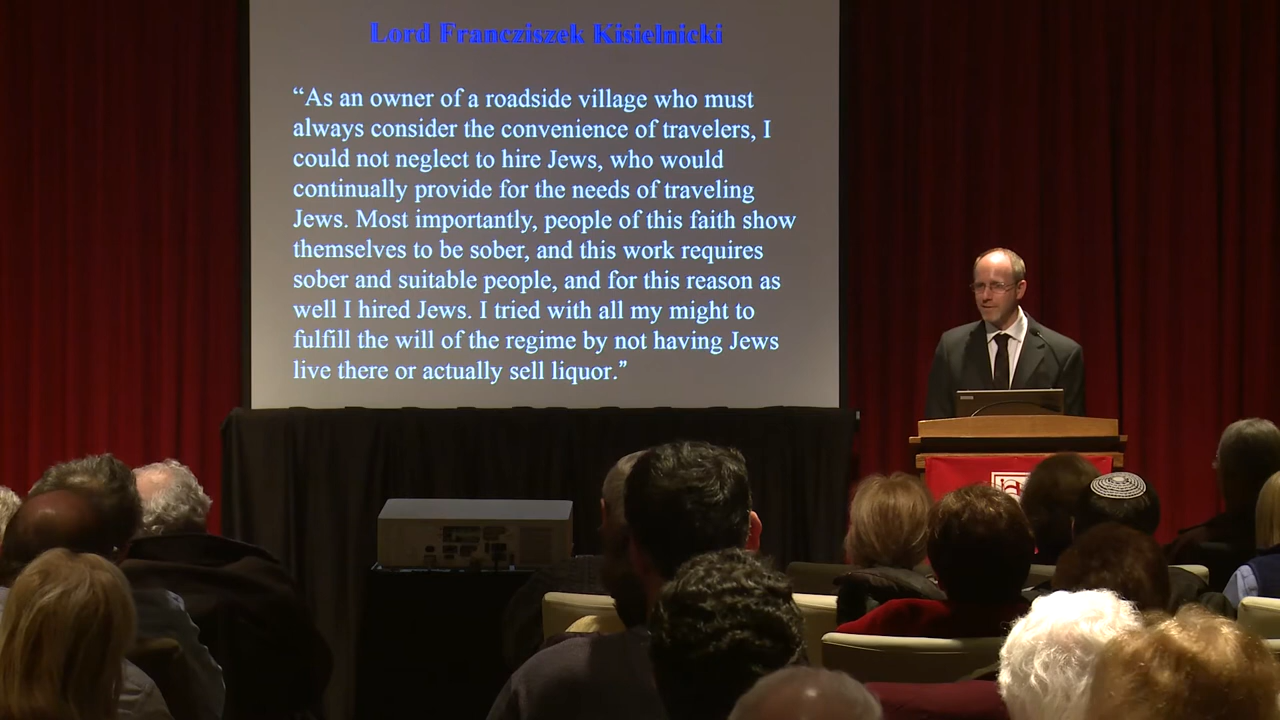 Lord Francziszek Kisielnicki
“As an owner of a roadside village who must
always consider the convenience of travelers, I
could not neglect to hire Jews, who would
continually provide for the needs of traveling
Jews. Most importantly, people of this faith show
themselves to be sober, and this work requires
sober and suitable people, and for this reason as
well I hired Jews. I tried with all my might to
fulfill the will of the regime by not having Jews
live there or actually sell liquor.”